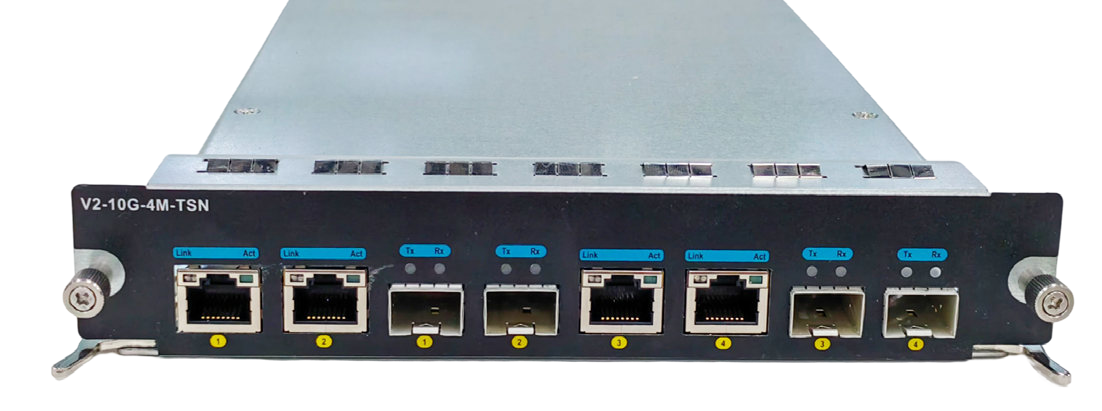 V2-10G-4M-TSN
Link Act Link Act Tx Rx Tx Rx Link Act Link Act Tx Rx Tx Rx
1 2 1 2 3 4 3 4